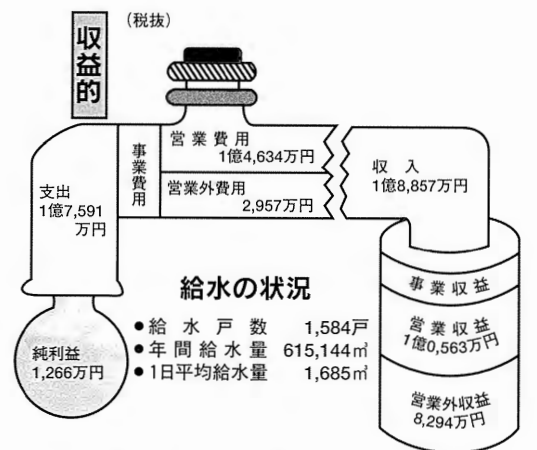 収益的
（税抜）
事業費用
営業費用
1億4,634万円
営業外費用
2,957万円
収入
1億8,857万円
支出
1億7,591
万円
純利益
1,266万円
給水の状況
●給水戸数 1,584戸
●年間給水量 615,144㎥
●1日平均給水量 1,685㎥
事業収益
営業収益
1億0,563万円
営業外収益
8,294万円